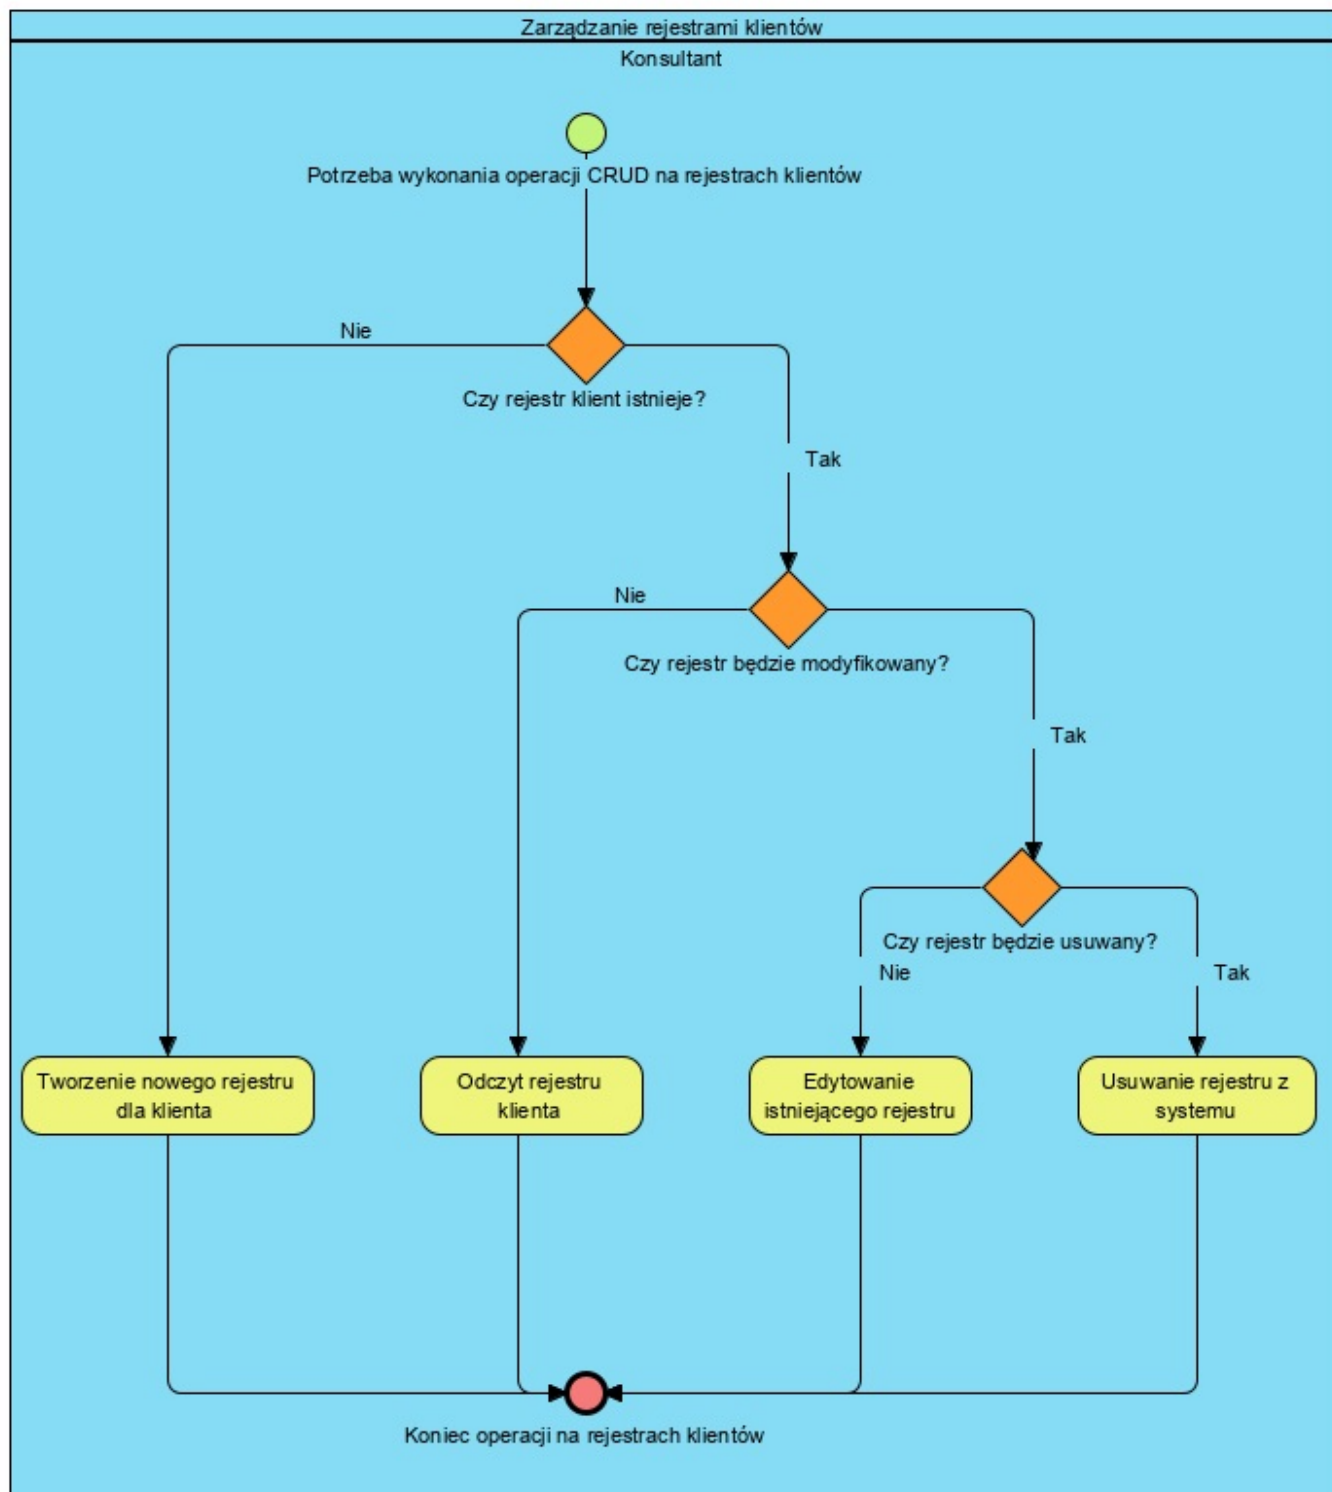 Zarządzanie rejestrami klientów
Konsultant
Potrzeba wykonania operacji CRUD na rejestrach klientów
Nie
Czy rejestr klient istnieje?
Tak
Nie
Czy rejestr będzie modyfikowany?
Tak
Czy rejestr będzie usuwany?
Nie
Tak
Tworzenie nowego rejestru
dla klienta
Odczyt rejestru
klienta
Edytowanie
istniejącego rejestru
Usuwanie rejestru z
systemu
Koniec operacji na rejestrach klientów